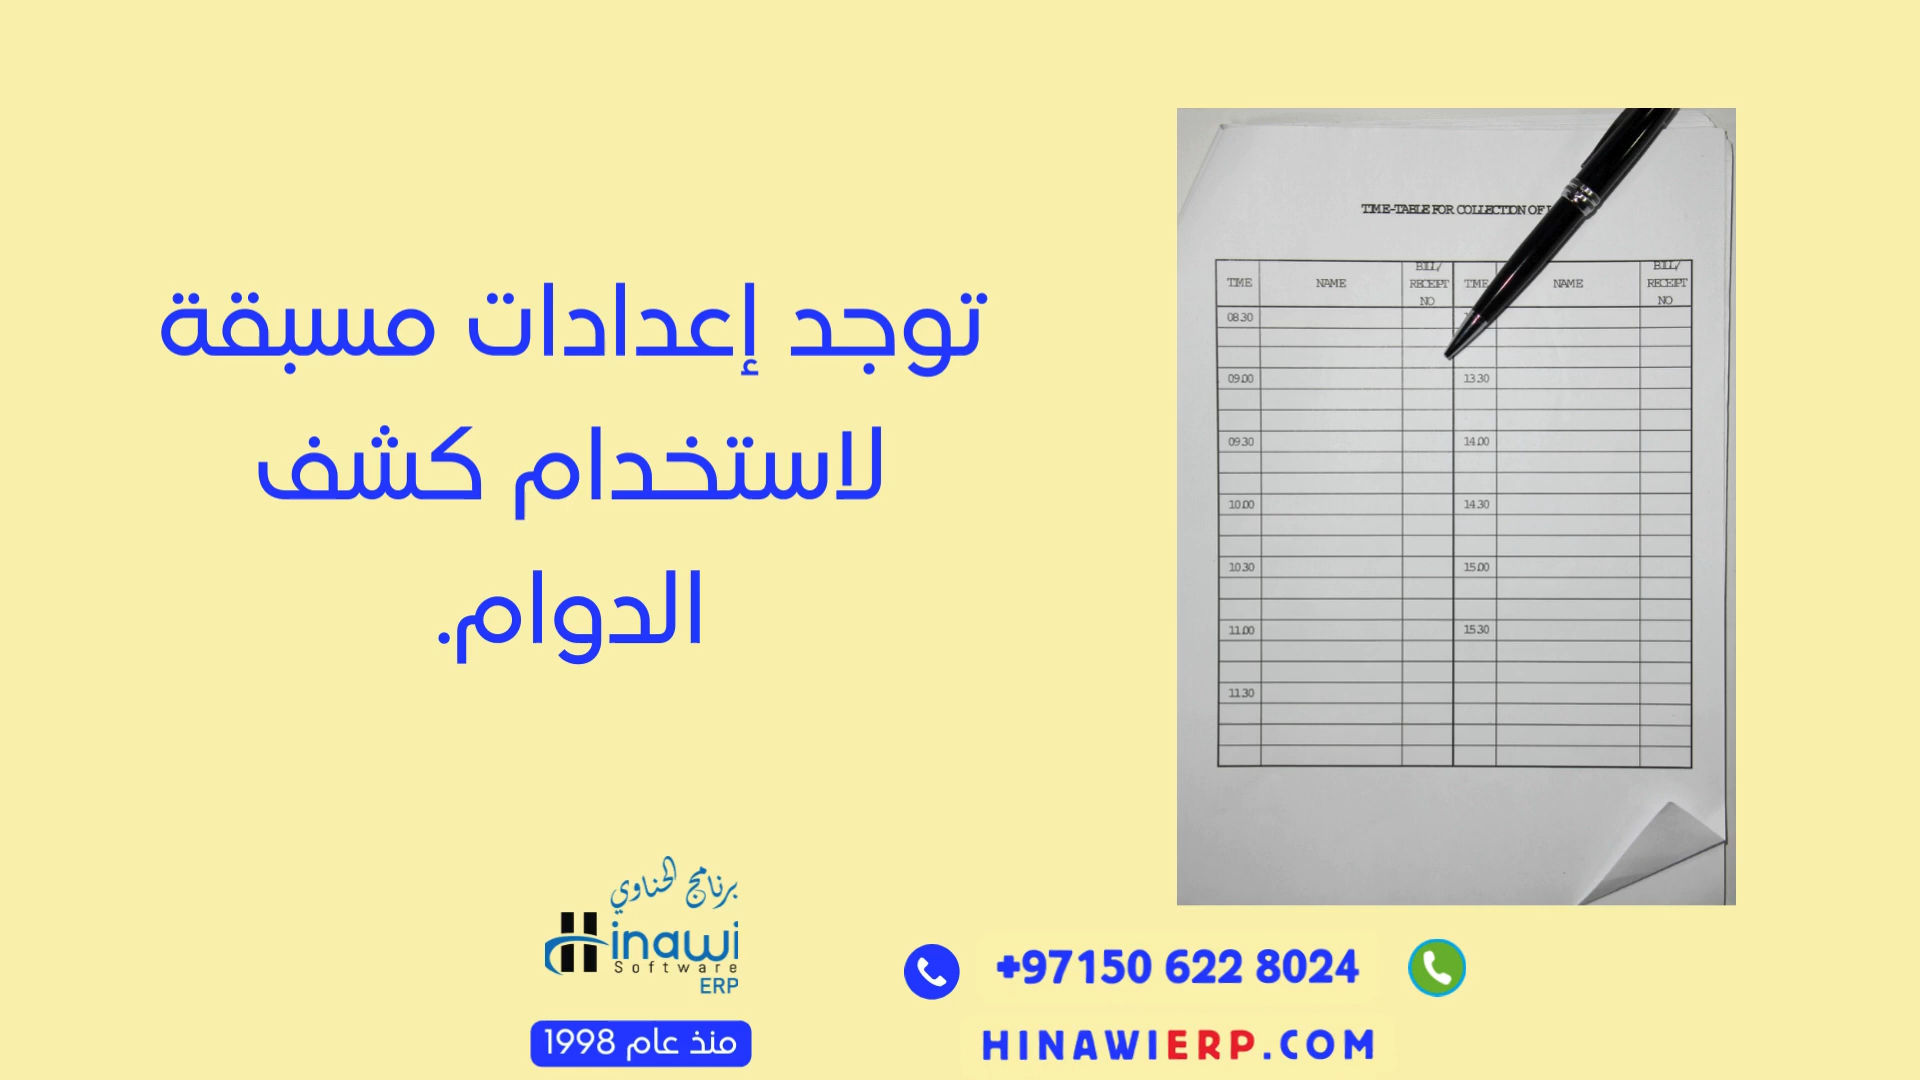 توجد إعدادات مسبقة
لاستخدام كشف
الدوام.
TIME-TABLE FOR COLLECTION OF
TIME NAME BILL/ RECEIPT NO TIME NAME BILL/ RECEIPT NO
08.30
09.00 13.30
09.30 14.00
10.00 14.30
10.30 15.00
11.00 15.30
11.30
برنامج الحناوي
Hinawi
Software
ERP
منذ عام 1998
+97150 622 8024
HINAWIERP.COM